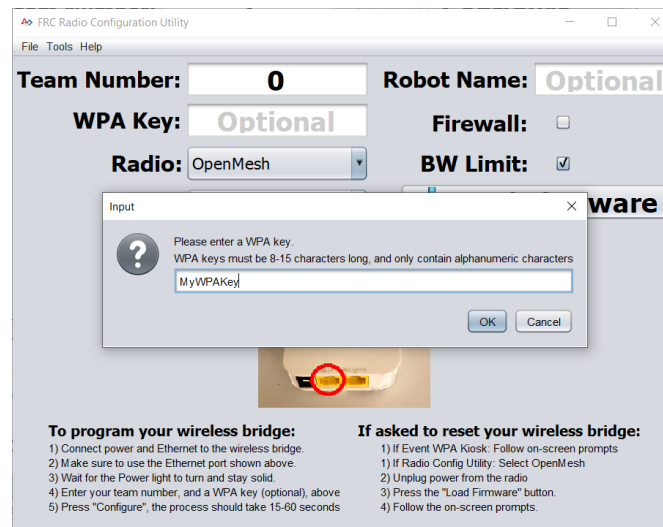 FRC Radio Configuration Utility
File Tools Help
Team Number: 0 Robot Name: Optional
WPA Key: Optional Firewall:
Radio: OpenMesh BW Limit:
ware
Input
Please enter a WPA key.
WPA keys must be 8-15 characters long, and only contain alphanumeric characters
MyWPAKey
OK Cancel
To program your wireless bridge:
1) Connect power and Ethernet to the wireless bridge.
2) Make sure to use the Ethernet port shown above.
3) Wait for the Power light to turn and stay solid.
4) Enter your team number, and a WPA key (optional), above
5) Press "Configure", the process should take 15-60 seconds
If asked to reset your wireless bridge:
1) If Event WPA Kiosk: Follow on-screen prompts
1) If Radio Config Utility: Select OpenMesh
2) Unplug power from the radio
3) Press the "Load Firmware" button.
4) Follow the on-screen prompts.